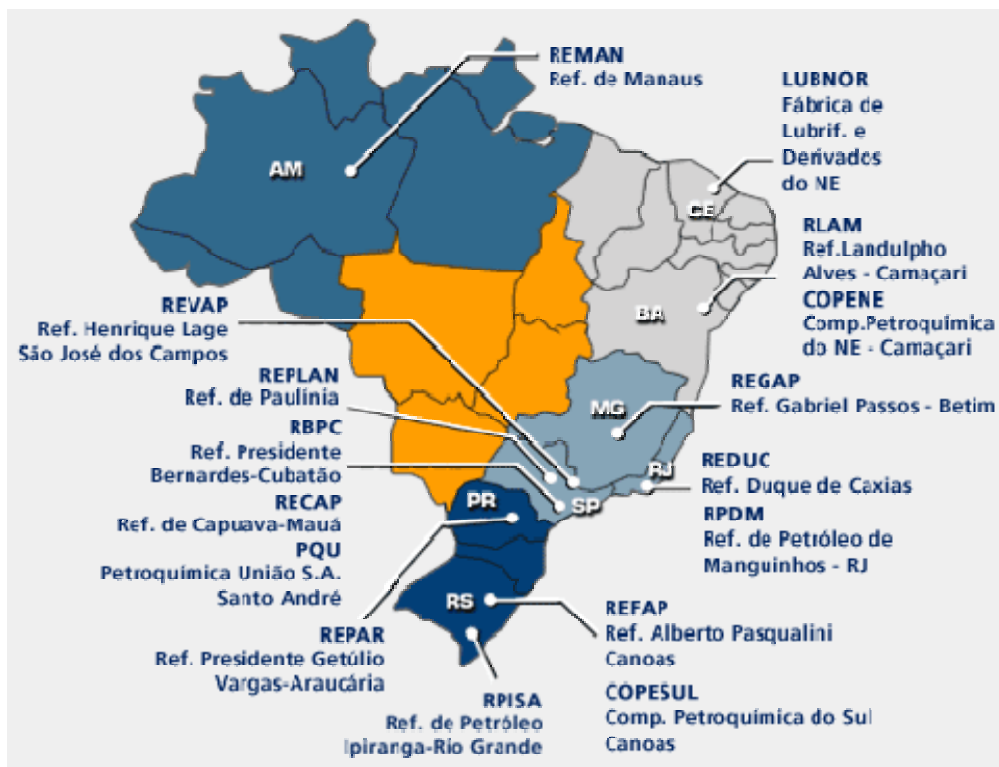 REMAN
Ref. de Manaus
LUBNOR
Fábrica de
Lubrif. e
Derivados
do NE
AM
CE
RLAM
Ref.Landulpho
Alves - Camaçari
COPENE
Comp.Petroquímica
do NE - Camaçari
BA
REVAP
Ref. Henrique Lage
São José dos Campos
REPLAN
Ref. de Paulínia
REGAP
Ref. Gabriel Passos - Betim
MG
RBPC
Ref. Presidente
Bernardes-Cubatão
RJ
REDUC
Ref. Duque de Caxias
RECAP
Ref. de Capuava-Mauá
PR
SP
RPDM
Ref. de Petróleo de
Manguinhos - RJ
PQU
Petroquímica União S.A.
Santo André
RS
REPAR
Ref. Presidente Getúlio
Vargas-Araucária
REFAP
Ref. Alberto Pasqualini
Canoas
RPISA
Ref. de Petróleo
Ipiranga-Rio Grande
COPESUL
Comp. Petroquímica do Sul
Canoas